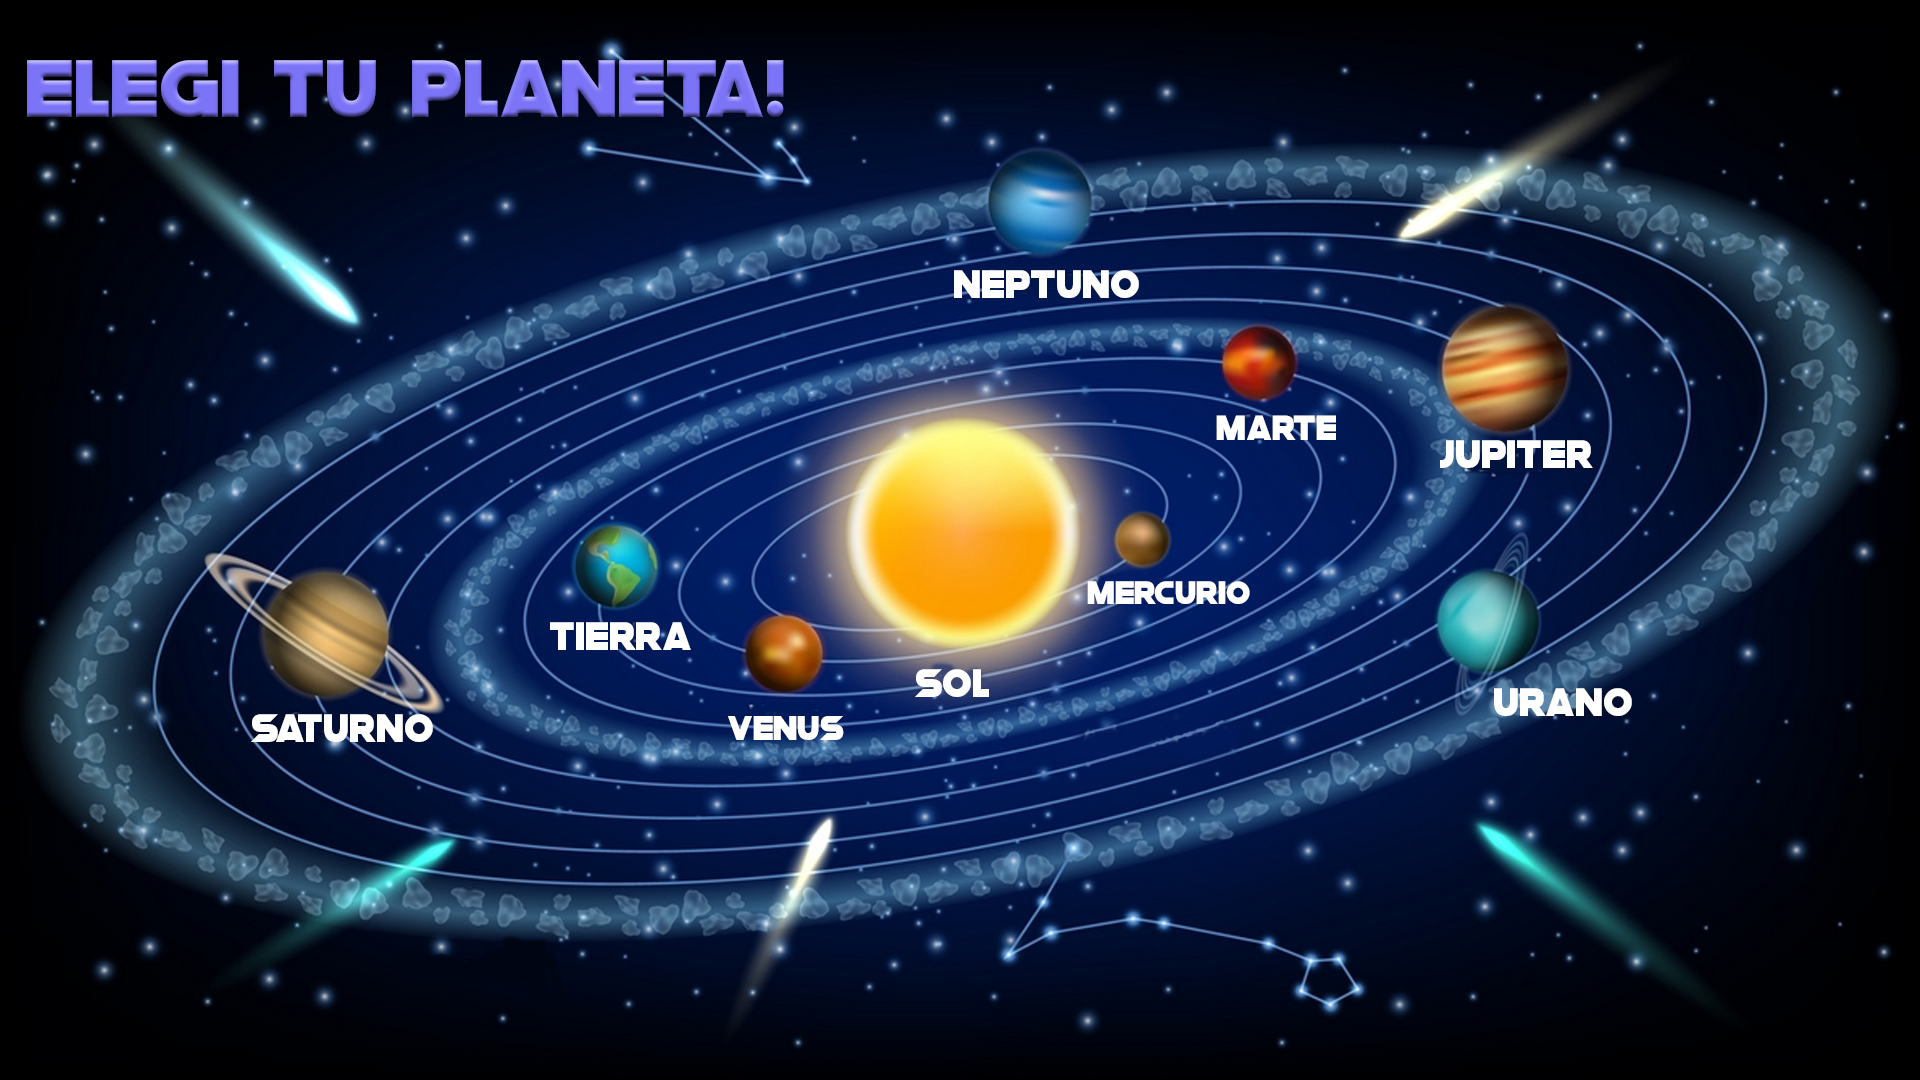 ELEGI TU PLANETA!
NEPTUNO
MARTE
JUPITER
MERCURIO
TIERRA
SOL
URANO
SATURNO
VENUS